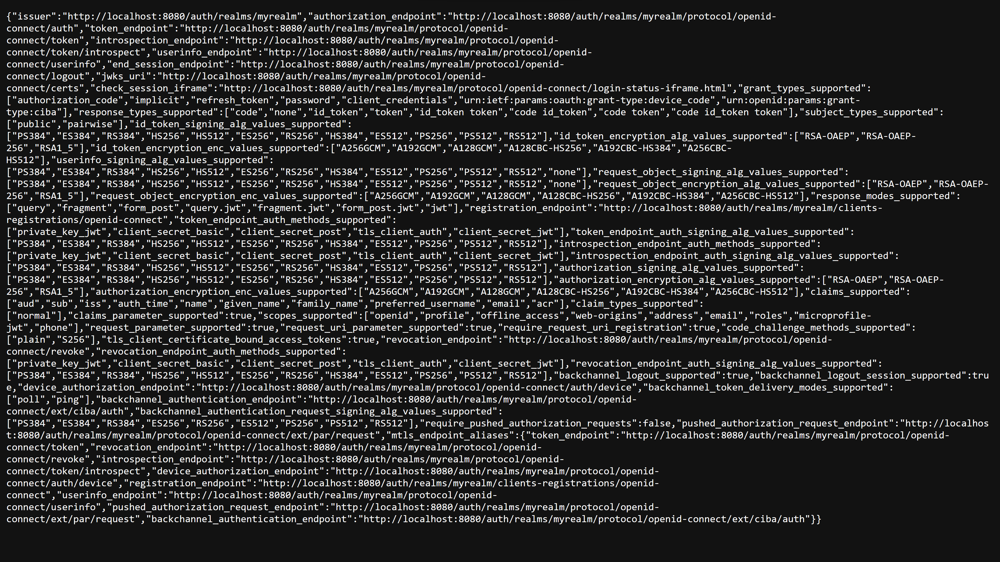 {"issuer":"http://localhost:8080/auth/realms/myrealm","authorization_endpoint":"http://localhost:8080/auth/realms/myrealm/protocol/openid-
connect/auth","token_endpoint":"http://localhost:8080/auth/realms/myrealm/protocol/openid-
connect/token","introspection_endpoint":"http://localhost:8080/auth/realms/myrealm/protocol/openid-
connect/token/introspect","userinfo_endpoint":"http://localhost:8080/auth/realms/myrealm/protocol/openid-
connect/userinfo","end_session_endpoint":"http://localhost:8080/auth/realms/myrealm/protocol/openid-
connect/logout","jwks_uri":"http://localhost:8080/auth/realms/myrealm/protocol/openid-
connect/certs","check_session_iframe":"http://localhost:8080/auth/realms/myrealm/protocol/openid-connect/login-status-iframe.html","grant_types_supported":
["authorization_code","implicit","refresh_token","password","client_credentials","urn:ietf:params:oauth:grant-type:device_code","urn:openid:params:grant-
type:ciba"],"response_types_supported":["code","none","id_token","token","id_token token","code id_token","code token","code id_token token"],"subject_types_supported":
["public","pairwise"],"id_token_signing_alg_values_supported":
["PS384","ES384","RS384","HS256","HS512","ES256","RS256","HS384","ES512","PS256","PS512","RS512"],"id_token_encryption_alg_values_supported":["RSA-OAEP","RSA-OAEP-
256","RSA1_5"],"id_token_encryption_enc_values_supported":["A256GCM","A192GCM","A128GCM","A128CBC-HS256","A192CBC-HS384","A256CBC-
HS512"],"userinfo_signing_alg_values_supported":
["PS384","ES384","RS384","HS256","HS512","ES256","RS256","HS384","ES512","PS256","PS512","RS512","none"],"request_object_signing_alg_values_supported":
["PS384","ES384","RS384","HS256","HS512","ES256","RS256","HS384","ES512","PS256","PS512","RS512","none"],"request_object_encryption_alg_values_supported":["RSA-OAEP","RSA-OAEP-
256","RSA1_5"],"request_object_encryption_enc_values_supported":["A256GCM","A192GCM","A128GCM","A128CBC-HS256","A192CBC-HS384","A256CBC-HS512"],"response_modes_supported":
["query","fragment","form_post","query.jwt","fragment.jwt","form_post.jwt","jwt"],"registration_endpoint":"http://localhost:8080/auth/realms/myrealm/clients-
registrations/openid-connect","token_endpoint_auth_methods_supported":
["private_key_jwt","client_secret_basic","client_secret_post","tls_client_auth","client_secret_jwt"],"token_endpoint_auth_signing_alg_values_supported":
["PS384","ES384","RS384","HS256","HS512","ES256","RS256","HS384","ES512","PS256","PS512","RS512"],"introspection_endpoint_auth_methods_supported":
["private_key_jwt","client_secret_basic","client_secret_post","tls_client_auth","client_secret_jwt"],"introspection_endpoint_auth_signing_alg_values_supported":
["PS384","ES384","RS384","HS256","HS512","ES256","RS256","HS384","ES512","PS256","PS512","RS512"],"authorization_signing_alg_values_supported":
["PS384","ES384","RS384","HS256","HS512","ES256","RS256","HS384","ES512","PS256","PS512","RS512"],"authorization_encryption_alg_values_supported":["RSA-OAEP","RSA-OAEP-
256","RSA1_5"],"authorization_encryption_enc_values_supported":["A256GCM","A192GCM","A128GCM","A128CBC-HS256","A192CBC-HS384","A256CBC-HS512"],"claims_supported":
["aud","sub","iss","auth_time","name","given_name","family_name","preferred_username","email","acr"],"claim_types_supported":
["normal"],"claims_parameter_supported":true,"scopes_supported":["openid","profile","offline_access","web-origins","address","email","roles","microprofile-
jwt","phone"],"request_parameter_supported":true,"request_uri_parameter_supported":true,"require_request_uri_registration":true,"code_challenge_methods_supported":
["plain","S256"],"tls_client_certificate_bound_access_tokens":true,"revocation_endpoint":"http://localhost:8080/auth/realms/myrealm/protocol/openid-
connect/revoke","revocation_endpoint_auth_methods_supported":
["private_key_jwt","client_secret_basic","client_secret_post","tls_client_auth","client_secret_jwt"],"revocation_endpoint_auth_signing_alg_values_supported":
["PS384","ES384","RS384","HS256","HS512","ES256","RS256","HS384","ES512","PS256","PS512","RS512"],"backchannel_logout_supported":true,"backchannel_logout_session_supported":tru
e,"device_authorization_endpoint":"http://localhost:8080/auth/realms/myrealm/protocol/openid-connect/auth/device","backchannel_token_delivery_modes_supported":
["poll","ping"],"backchannel_authentication_endpoint":"http://localhost:8080/auth/realms/myrealm/protocol/openid-
connect/ext/ciba/auth","backchannel_authentication_request_signing_alg_values_supported":
["PS384","ES384","RS384","ES256","RS256","ES512","PS256","PS512","RS512"],"require_pushed_authorization_requests":false,"pushed_authorization_request_endpoint":"http://localhos
t:8080/auth/realms/myrealm/protocol/openid-connect/ext/par/request","mtls_endpoint_aliases":{"token_endpoint":"http://localhost:8080/auth/realms/myrealm/protocol/openid-
connect/token","revocation_endpoint":"http://localhost:8080/auth/realms/myrealm/protocol/openid-
connect/revoke","introspection_endpoint":"http://localhost:8080/auth/realms/myrealm/protocol/openid-
connect/token/introspect","device_authorization_endpoint":"http://localhost:8080/auth/realms/myrealm/protocol/openid-
connect/auth/device","registration_endpoint":"http://localhost:8080/auth/realms/myrealm/clients-registrations/openid-
connect","userinfo_endpoint":"http://localhost:8080/auth/realms/myrealm/protocol/openid-
connect/userinfo","pushed_authorization_request_endpoint":"http://localhost:8080/auth/realms/myrealm/protocol/openid-
connect/ext/par/request","backchannel_authentication_endpoint":"http://localhost:8080/auth/realms/myrealm/protocol/openid-connect/ext/ciba/auth"}}